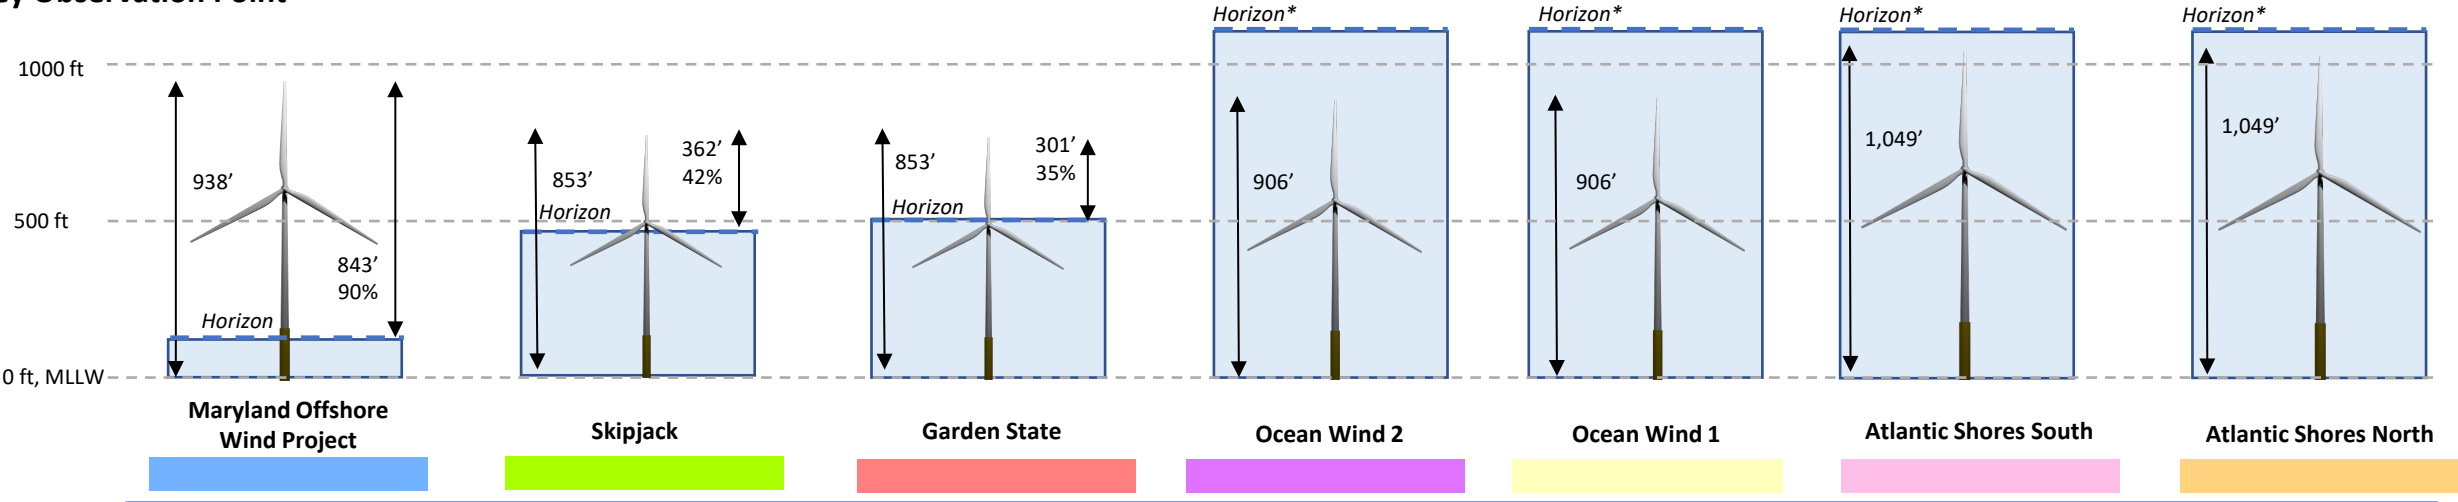 Observation Point
Horizon*
Horizon*
Horizon*
Horizon*
1000 ft
500 ft
0 ft, MLLW
938’
843’
90%
Horizon
853’
362’
42%
Horizon
853’
301’
35%
Horizon
906’
906’
1,049’
1,049’
Maryland Offshore
Wind Project
Skipjack
Garden State
Ocean Wind 2
Ocean Wind 1
Atlantic Shores South
Atlantic Shores North